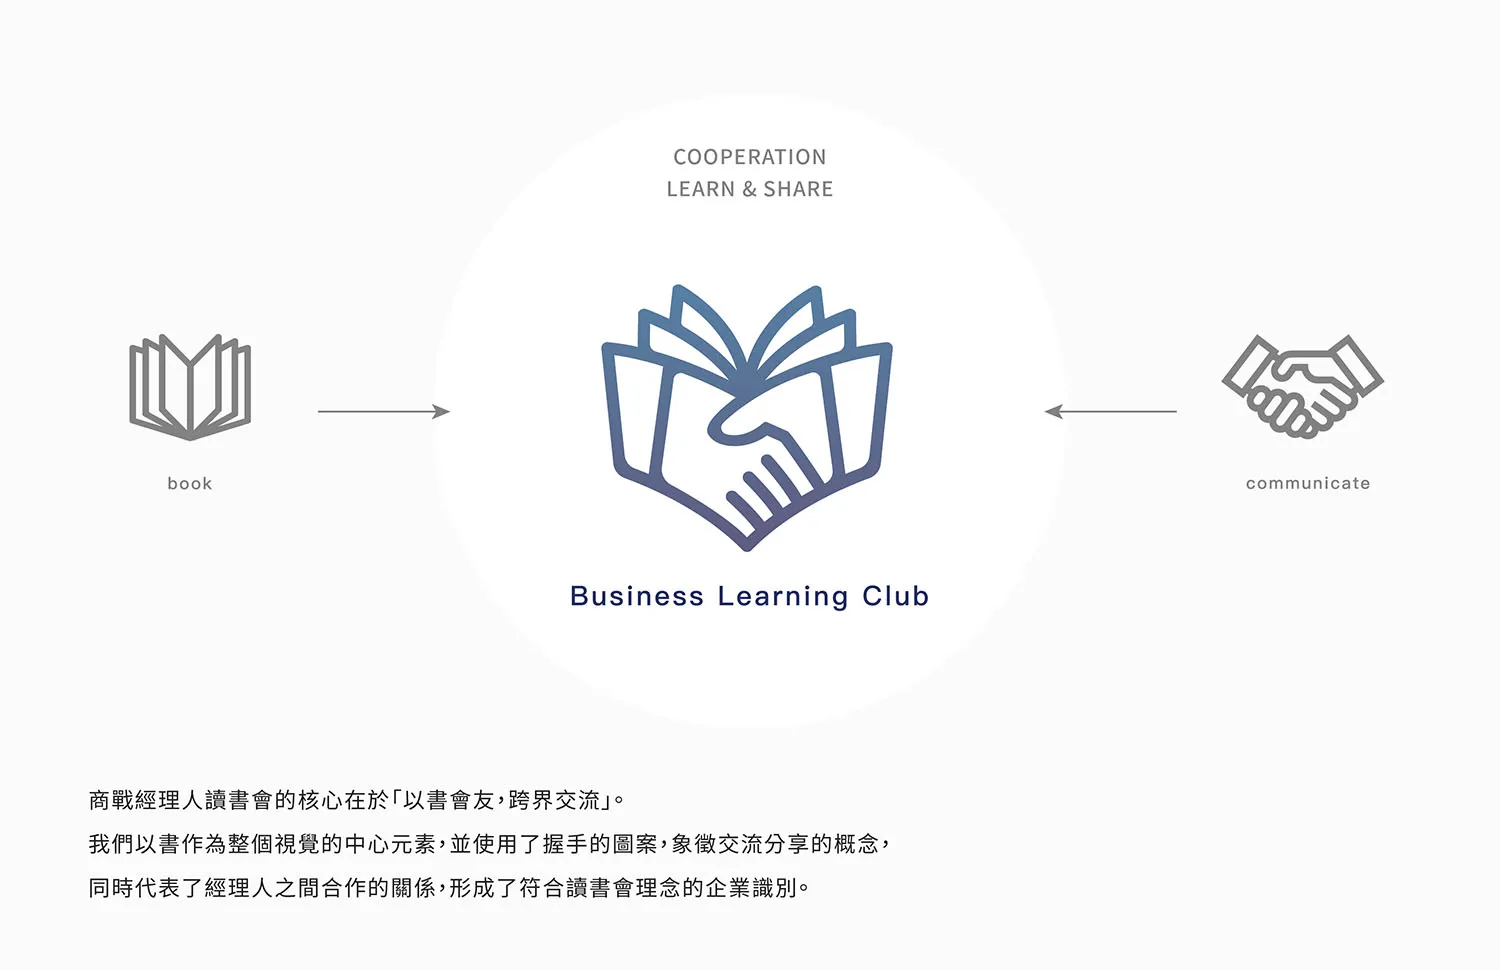 COOPERATION
LEARN & SHARE
book
communicate
Business Learning Club
商戰經理人讀書會的核心在於「以書會友，跨界交流」。
我們以書作為整個視覺的中心元素，並使用了握手的圖案，象徵交流分享的概念，
同時代表了經理人之間合作的關係，形成了符合讀書會理念的企業識別。